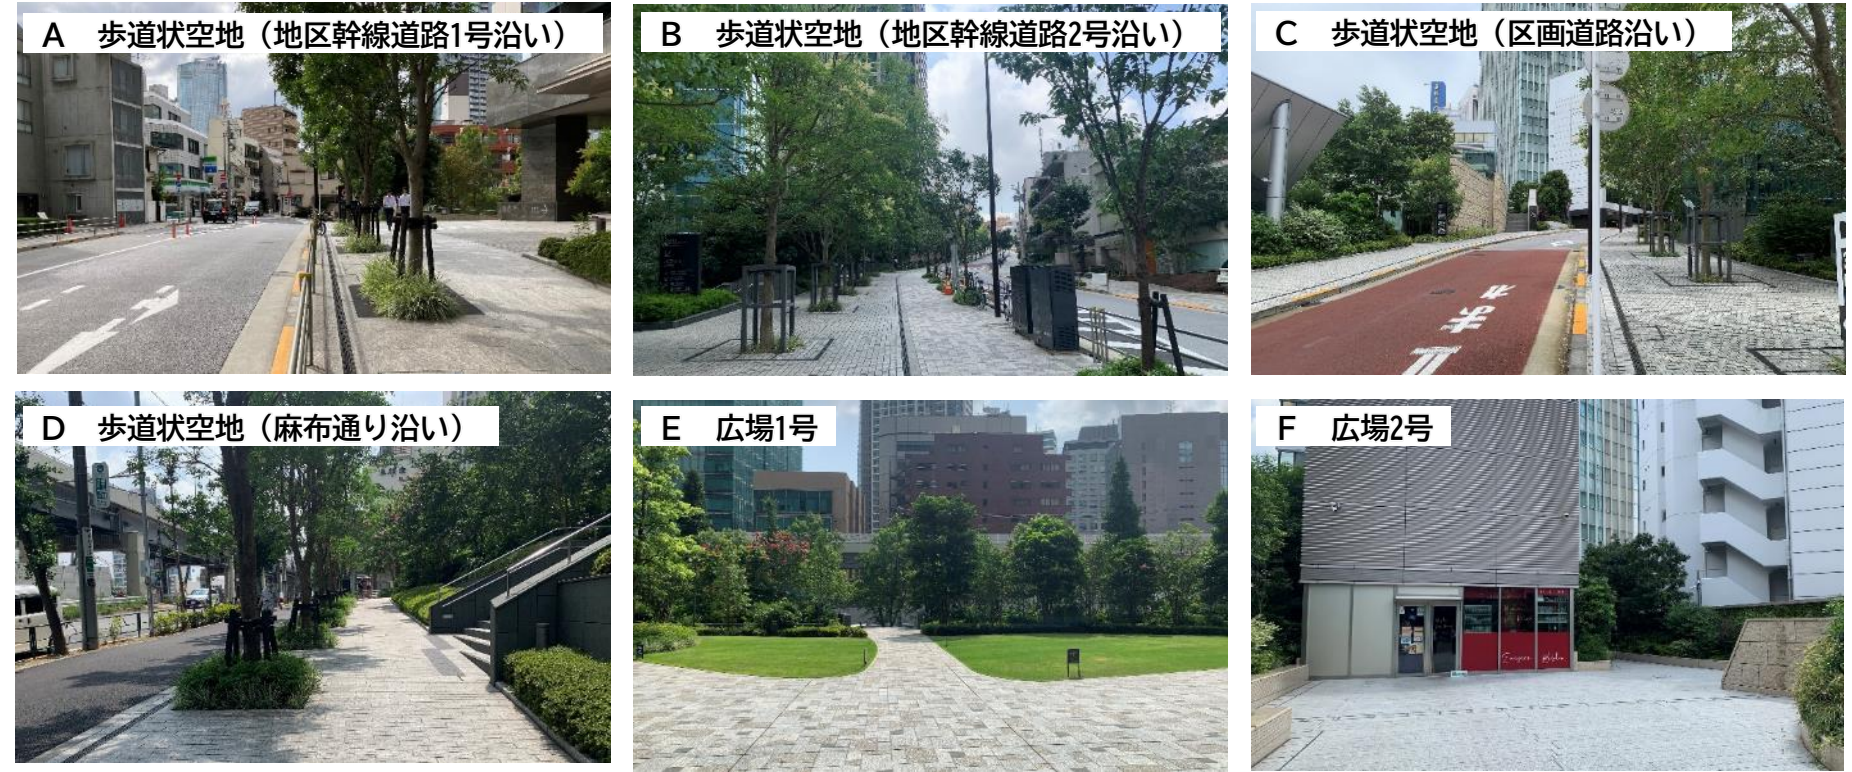 A 歩道状空地（地区幹線道路1号沿い）
B 歩道状空地（地区幹線道路2号沿い）
C 歩道状空地（区画道路沿い）
止まれ
D 歩道状空地（麻布通り沿い）
E 広場1号
F 広場2号